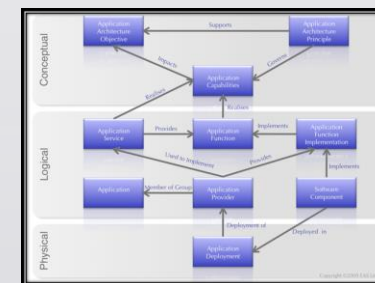 Conceptual
Application
Architecture
Objective
Supports
Application
Architecture
Principle
Impacts
Governs
Application
Capabilities
Realises
Realises
Logical
Application
Service
Provides
Application
Function
Implements
Application
Function
Implementation
Used to Implement
Provides
Implements
Application
Member of Group
Application
Provider
Software
Component
Physical
Deployment of
Deployed in
Application
Deployment